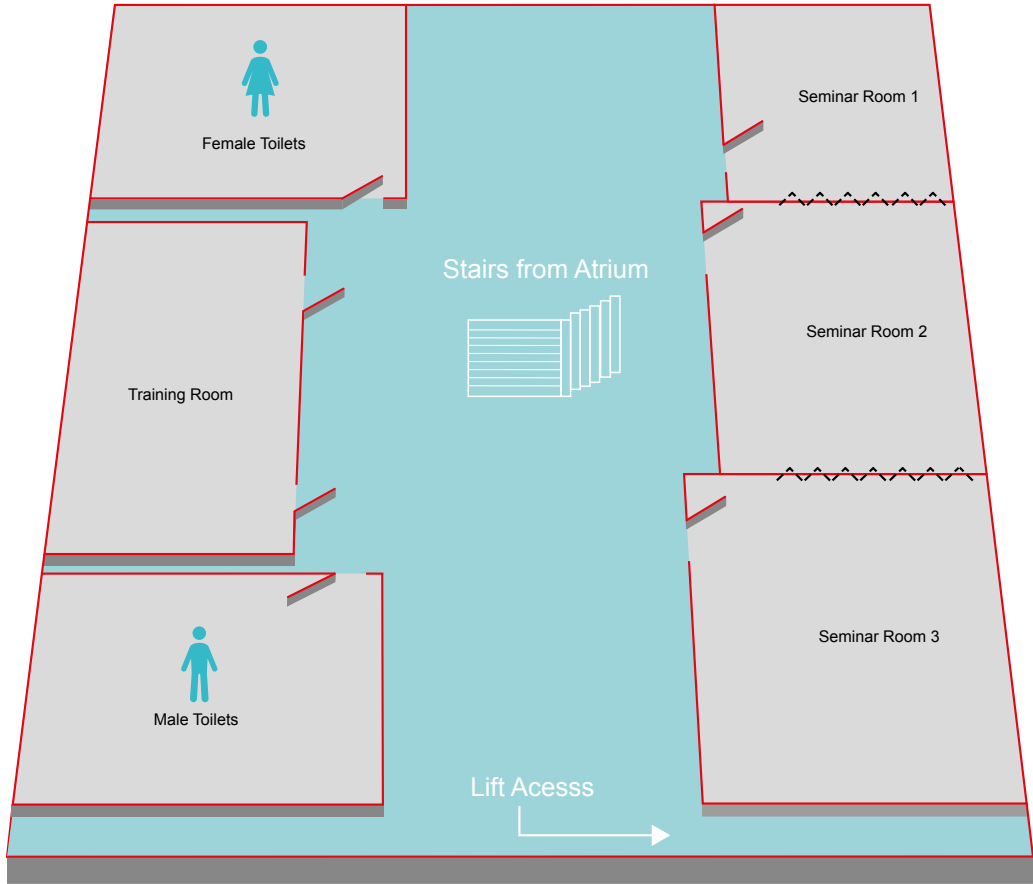 Seminar Room 1
Female Toilets
Stairs from Atrium
Seminar Room 2
Training Room
Seminar Room 3
Male Toilets
Lift Acesss